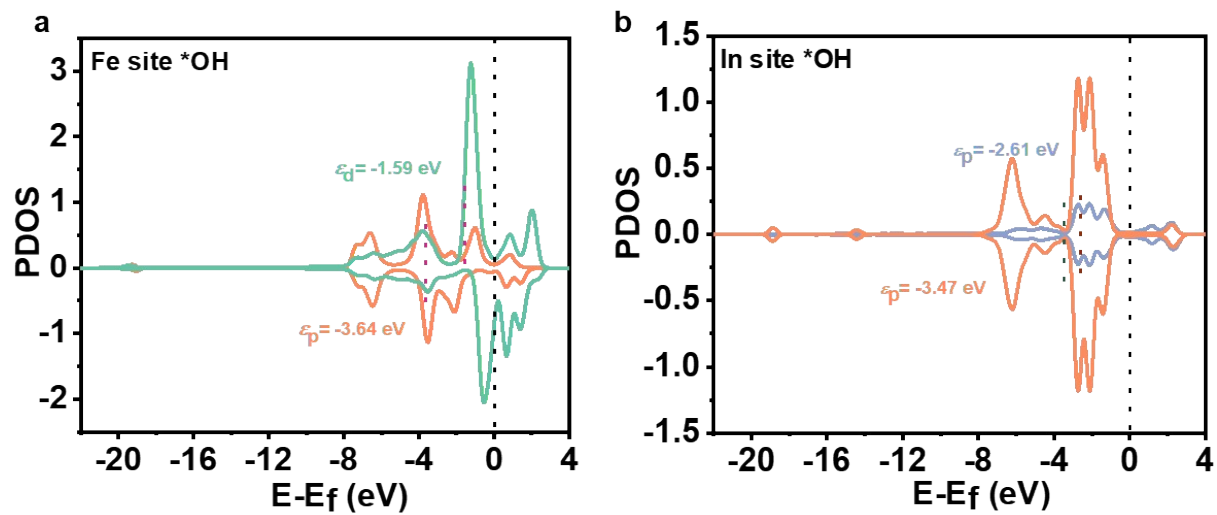 a
Fe site *OH
3
2
1
0
-1
-2
PDOS
εd= -1.59 eV
εp= -3.64 eV
-20 -16 -12 -8 -4 0 4
E-Ef (eV)
b
In site *OH
1.5
1.0
0.5
0.0
-0.5
-1.0
-1.5
PDOS
εp= -2.61 eV
εp= -3.47 eV
-20 -16 -12 -8 -4 0 4
E-Ef (eV)